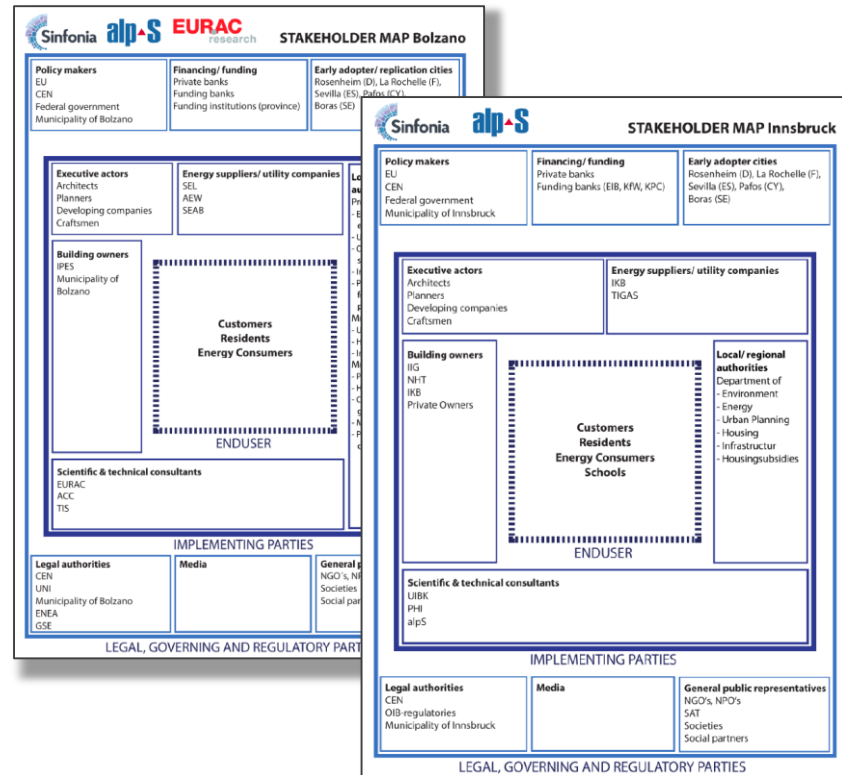 Sinfonia alpS EURAC research STAKEHOLDER MAP Bolzano
Policy makers
EU
CEN
Federal government
Municipality of Bolzano
Financing/ funding
Private banks
Funding banks
Funding institutions (province)
Early adopter/ replication cities
Rosenheim (D), La Rochelle (F),
Sevilla (ES), Pafos (CY),
Boras (SE)
Executive actors
Architects
Planners
Developing companies
Craftsmen
Energy suppliers/ utility companies
SEL
AEW
SEAB
Building owners
IPES
Municipality of
Bolzano
Customers
Residents
Energy Consumers
ENDUSER
Scientific & technical consultants
EURAC
ACC
TIS
IMPLEMENTING PARTIES
Legal authorities
CEN
UNI
Municipality of Bolzano
ENEA
GSE
Media
General
NGO´s,
Societies
Social
LEGAL, GOVERNING AND REGULATORY
Sinfonia alpS STAKEHOLDER MAP Innsbruck
Policy makers
EU
CEN
Federal government
Municipality of Innsbruck
Financing/ funding
Private banks
Funding banks (EIB, KfW, KPC)
Early adopter cities
Rosenheim (D), La Rochelle (F),
Sevilla (ES), Pafos (CY),
Boras (SE)
Executive actors
Architects
Planners
Developing companies
Craftsmen
Energy suppliers/ utility companies
IKB
TIGAS
Building owners
IIG
NHT
IKB
Private Owners
Customers
Residents
Energy Consumers
Schools
ENDUSER
Local/ regional
authorities
Department of
- Environment
- Energy
- Urban Planning
- Housing
- Infrastructur
- Housingsubsidies
Scientific & technical consultants
UIBK
PHI
alpS
IMPLEMENTING PARTIES
Legal authorities
CEN
OIB-regulatories
Municipality of Innsbruck
Media
General public representatives
NGO's, NPO's
SAT
Societies
Social partners
LEGAL, GOVERNING AND REGULATORY PARTIES